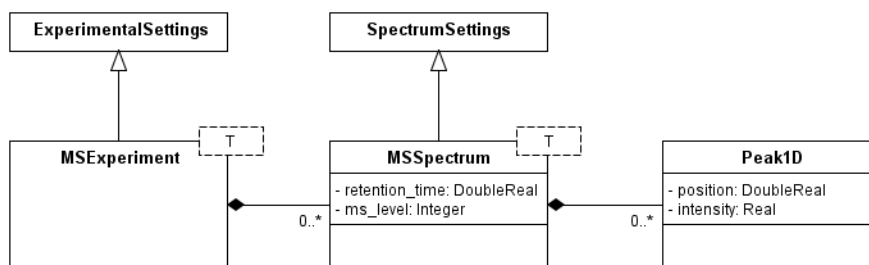 ExperimentalSettings
SpectrumSettings
T
T
MSExperiment
MSSpectrum
Peak1D
- retention_time: DoubleReal
- position: DoubleReal
- ms_level: Integer
- intensity: Real
0..*
0..*